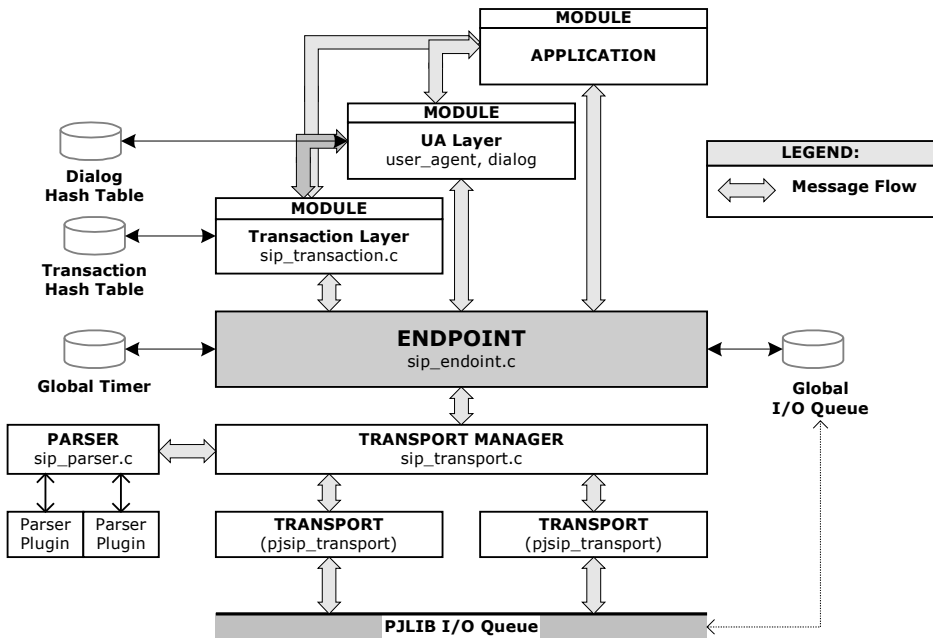 MODULE
APPLICATION
MODULE
UA Layer
user_agent, dialog
LEGEND:
Message Flow
Dialog
Hash Table
MODULE
Transaction Layer
sip_transaction.c
Transaction
Hash Table
ENDPOINT
sip_endoint.c
Global Timer
Global
I/O Queue
PARSER
sip_parser.c
TRANSPORT MANAGER
sip_transport.c
Parser
Plugin
Parser
Plugin
TRANSPORT
(pjsip_transport)
TRANSPORT
(pjsip_transport)
PJLIB I/O Queue